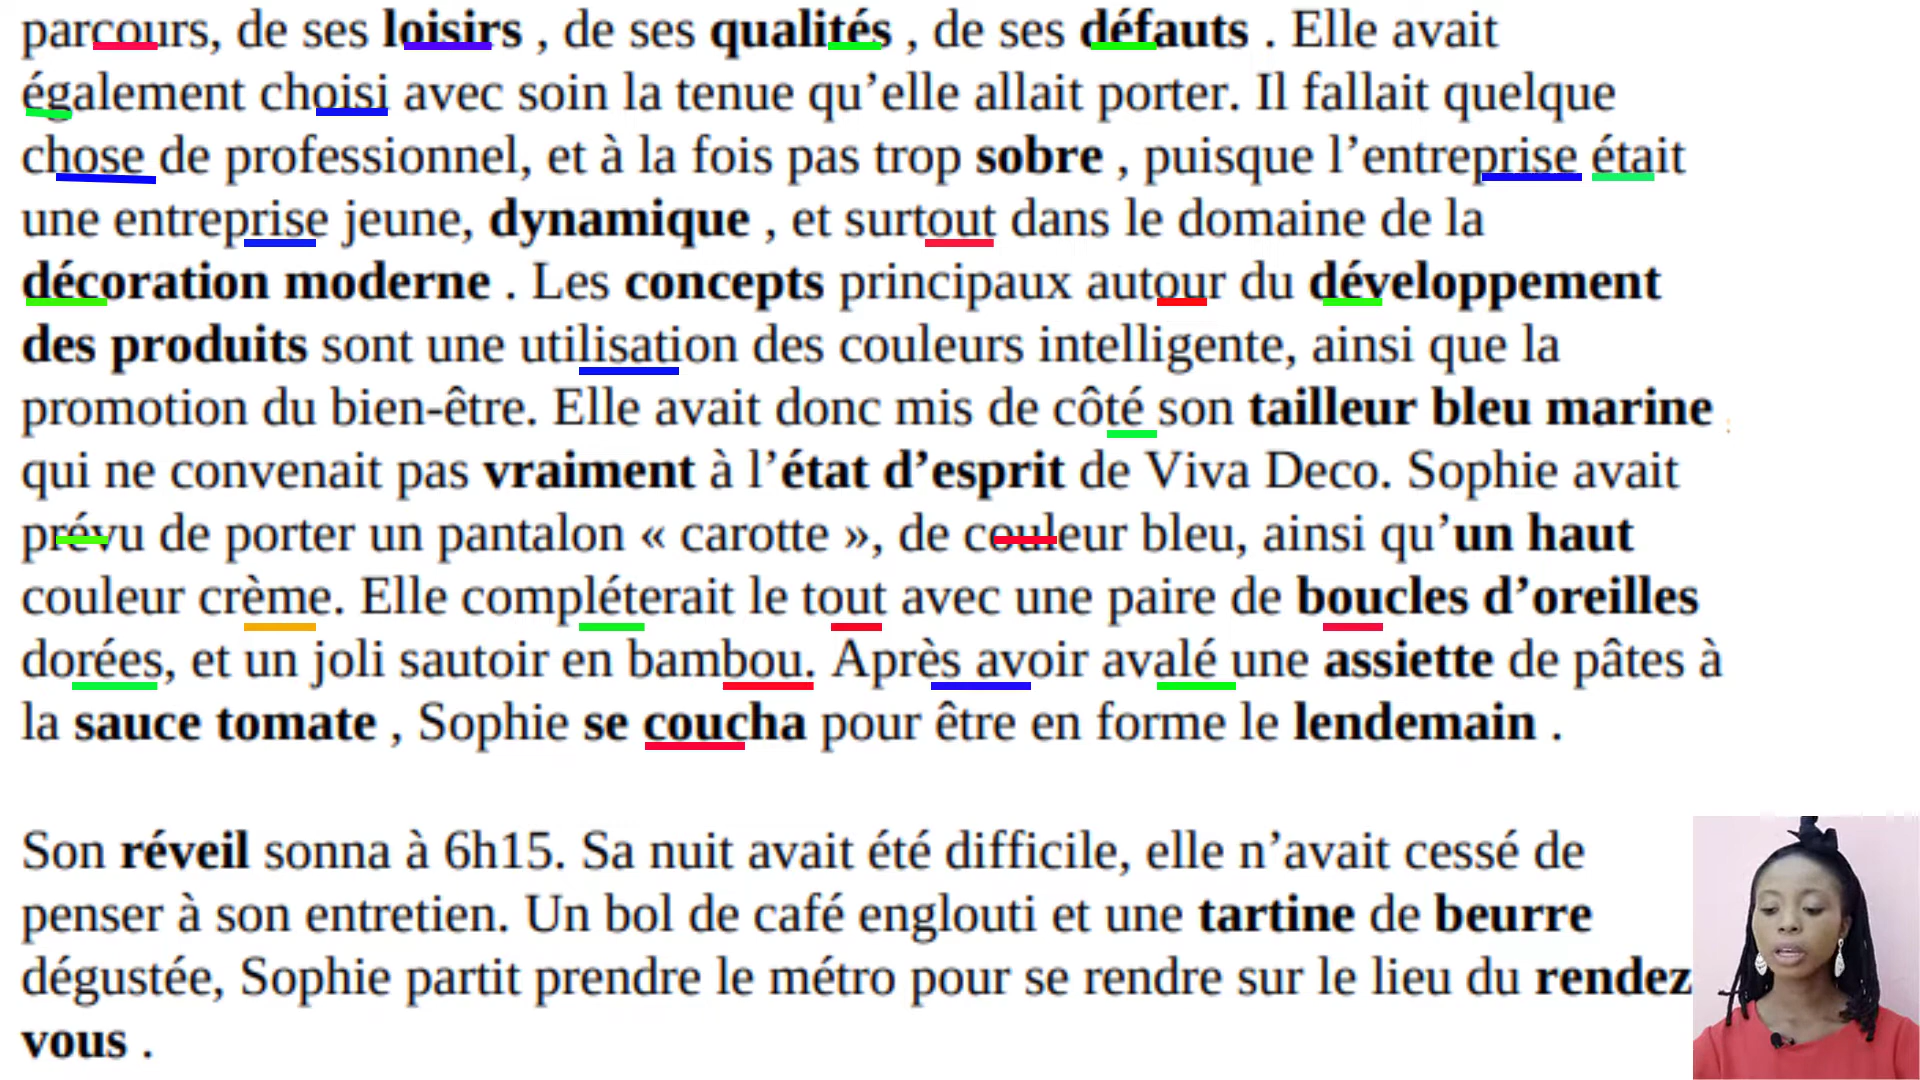 parcours, de ses loisirs , de ses qualités , de ses défauts . Elle avait
également choisi avec soin la tenue qu’elle allait porter. Il fallait quelque
chose de professionnel, et à la fois pas trop sobre , puisque l’entreprise était
une entreprise jeune, dynamique , et surtout dans le domaine de la
décoration moderne . Les concepts principaux autour du développement
des produits sont une utilisation des couleurs intelligente, ainsi que la
promotion du bien-être. Elle avait donc mis de côté son tailleur bleu marine
qui ne convenait pas vraiment à l’état d’esprit de Viva Deco. Sophie avait
prévu de porter un pantalon « carotte », de couleur bleu, ainsi qu’un haut
couleur crème. Elle compléterait le tout avec une paire de boucles d’oreilles
dorées, et un joli sautoir en bambou. Après avoir avalé une assiette de pâtes à
la sauce tomate , Sophie se coucha pour être en forme le lendemain .
Son réveil sonna à 6h15. Sa nuit avait été difficile, elle n’avait cessé de
penser à son entretien. Un bol de café englouti et une tartine de beurre
dégustée, Sophie partit prendre le métro pour se rendre sur le lieu du rendez
vous .